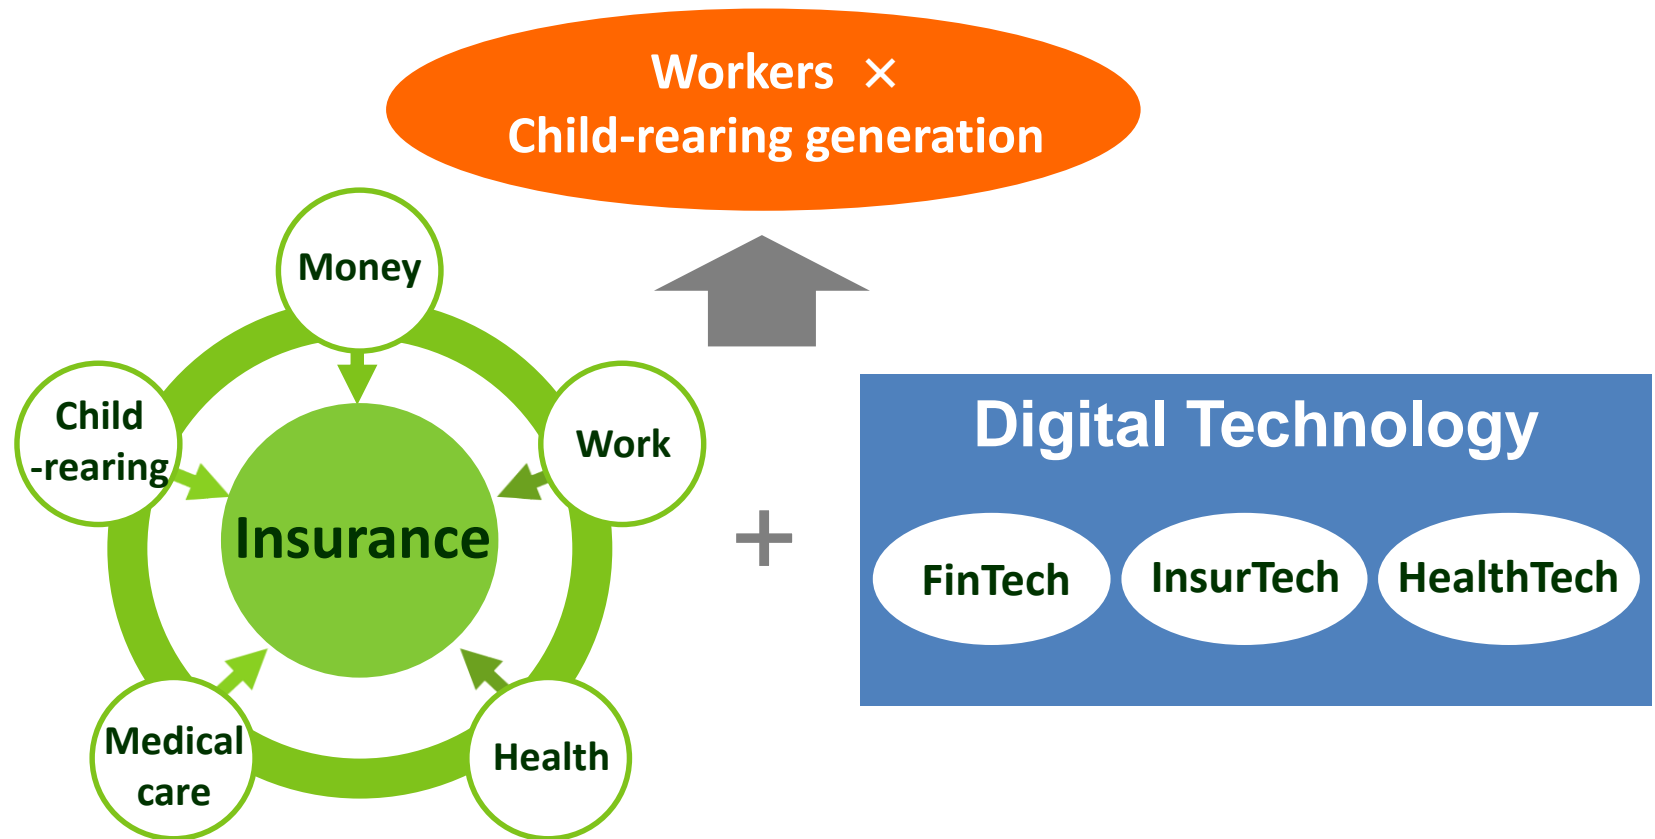 Workers ×
Child-rearing generation
Money
Child
-rearing
Work
Insurance
Medical
care
Health
+
Digital Technology
FinTech
InsurTech
HealthTech